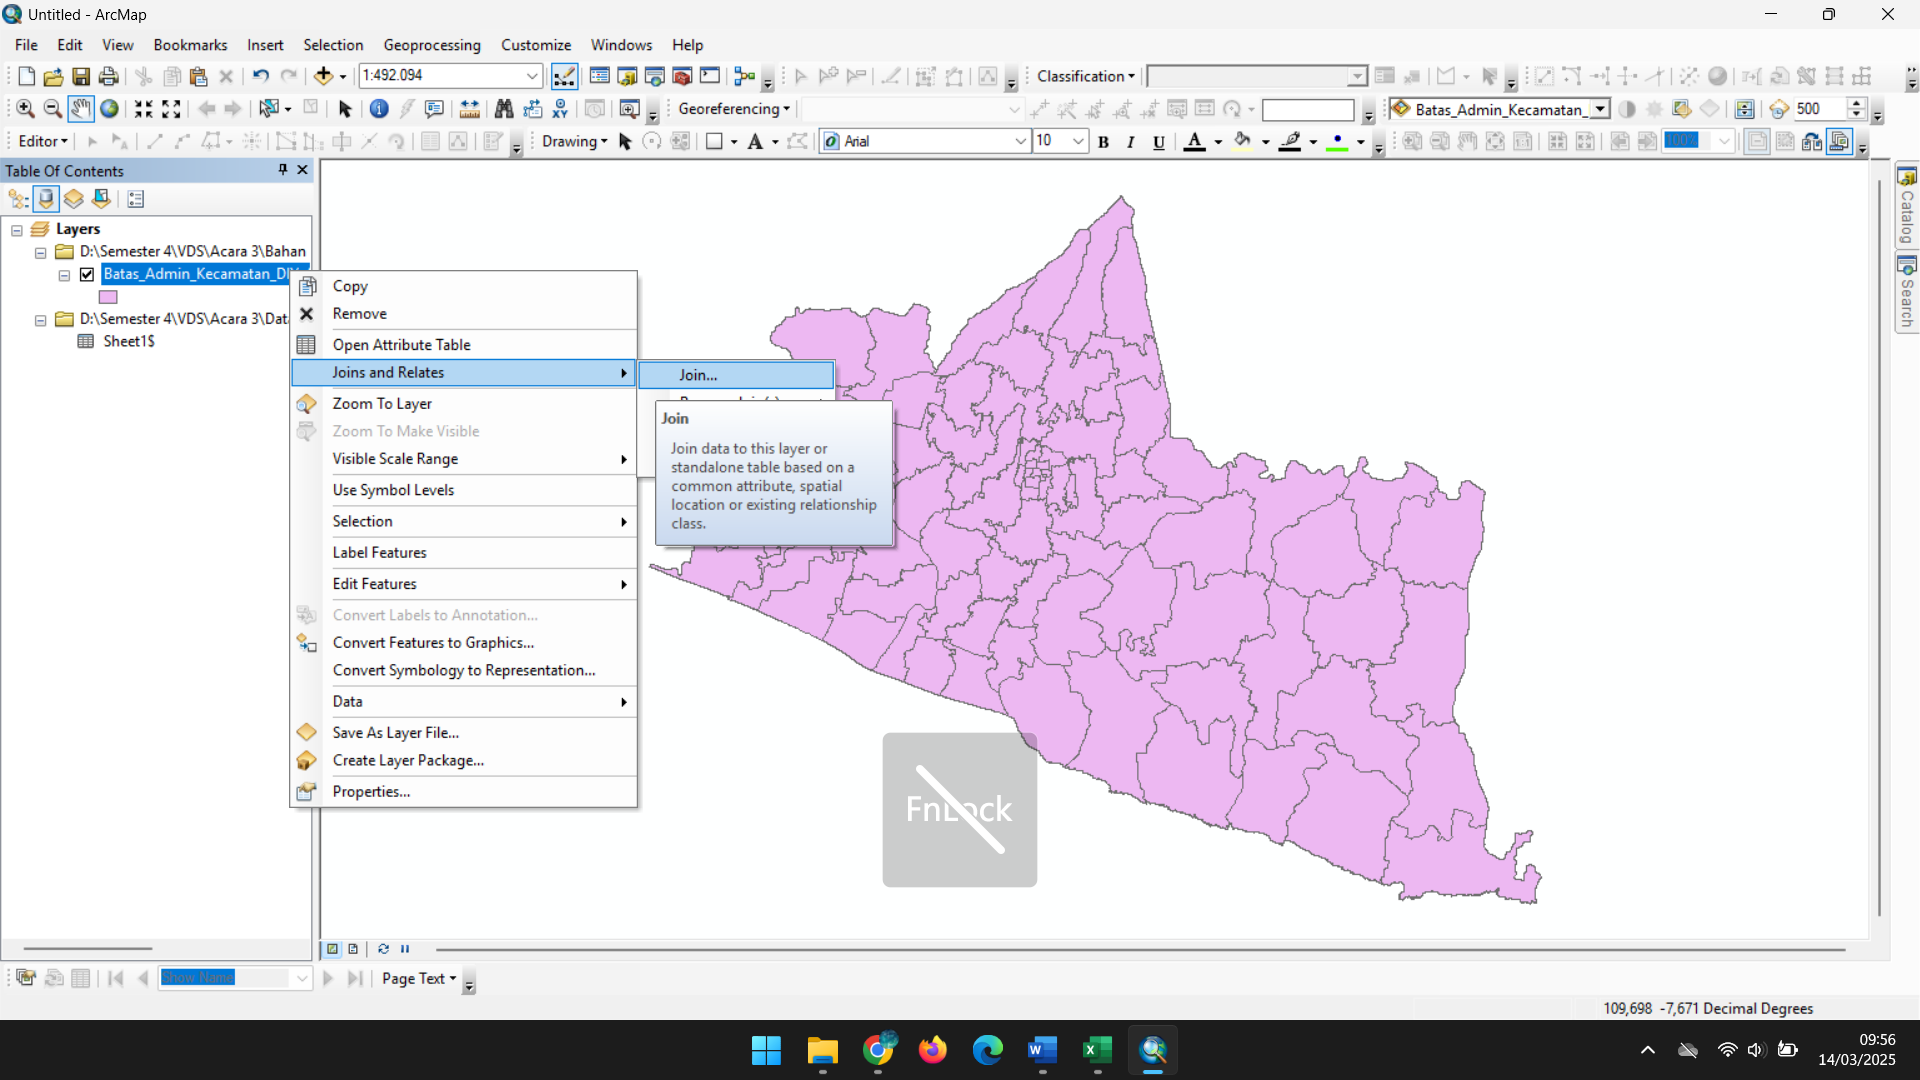 Untitled - ArcMap
File Edit View Bookmarks Insert Selection Geoprocessing Customize Windows Help
1:492.094 Classification
Georeferencing Batas_Admin_Kecamatan_ 500
Editor Drawing Arial 10 B I U A 100%
Table Of Contents
Layers
D:\Semester 4\VDS\Acara 3\Bahan
Batas_Admin_Kecamatan_DIY
D:\Semester 4\VDS\Acara 3\Dat
Sheet1$
Copy
Remove
Open Attribute Table
Joins and Relates
Zoom To Layer
Zoom To Make Visible
Visible Scale Range
Use Symbol Levels
Selection
Label Features
Edit Features
Convert Labels to Annotation...
Convert Features to Graphics...
Convert Symbology to Representation...
Data
Save As Layer File...
Create Layer Package...
Properties...
Join...
Join
Join data to this layer or
standalone table based on a
common attribute, spatial
location or existing relationship
class.
FnLock
Catalog
Search
Show Name Page Text
109,698 -7,671 Decimal Degrees
09:56
14/03/2025